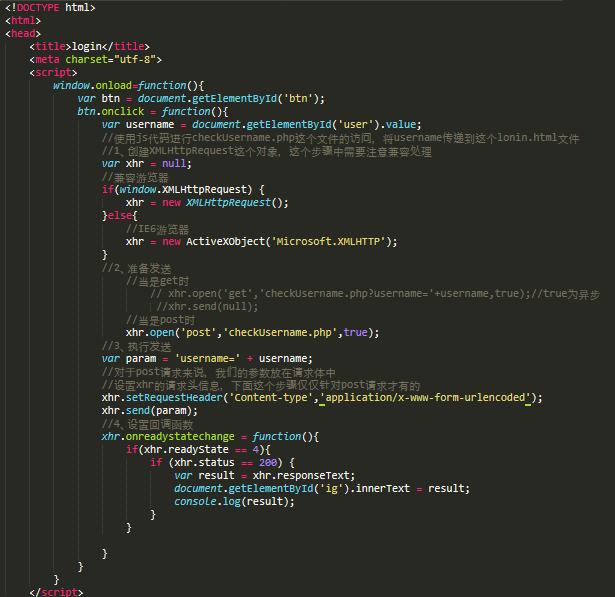 <!DOCTYPE html>
<html>
<head>
    <title>login</title>
    <meta charset="utf-8">
    <script>
        window.onload=function(){
            var btn = document.getElementById('btn');
            btn.onclick = function(){
                var username = document.getElementById('user').value;
                //使用js代码进行checkUsername.php这个文件的访问，将username传递到这个lonin.html文件
                //1、创建XMLHttpRequest这个对象，这个步骤中需要注意兼容处理
                var xhr = null;
                //兼容游览器
                if(window.XMLHttpRequest) {
                    xhr = new XMLHttpRequest();
                }else{
                    //IE6游览器
                    xhr = new ActiveXObject('Microsoft.XMLHTTP');
                }
                //2、准备发送
                    //当是get时
                        // xhr.open('get','checkUsername.php?username='+username,true);//true为异步
                         //xhr.send(null);
                    //当是post时
                    xhr.open('post','checkUsername.php',true);
                //3、执行发送
                var param = 'username=' + username;
                //对于post请求来说，我们的参数放在请求体中
                //设置xhr的请求头信息，下面这个步骤仅仅针对post请求才有的
                xhr.setRequestHeader('Content-type','application/x-www-form-urlencoded');
                xhr.send(param);
                //4、设置回调函数
                xhr.onreadystatechange = function(){
                    if(xhr.readyState == 4){
                        if (xhr.status == 200) {
                            var result = xhr.responseText;
                            document.getElementById('ig').innerText = result;
                            console.log(result);
                        }
                    }
                }
            }
        }
    </script>